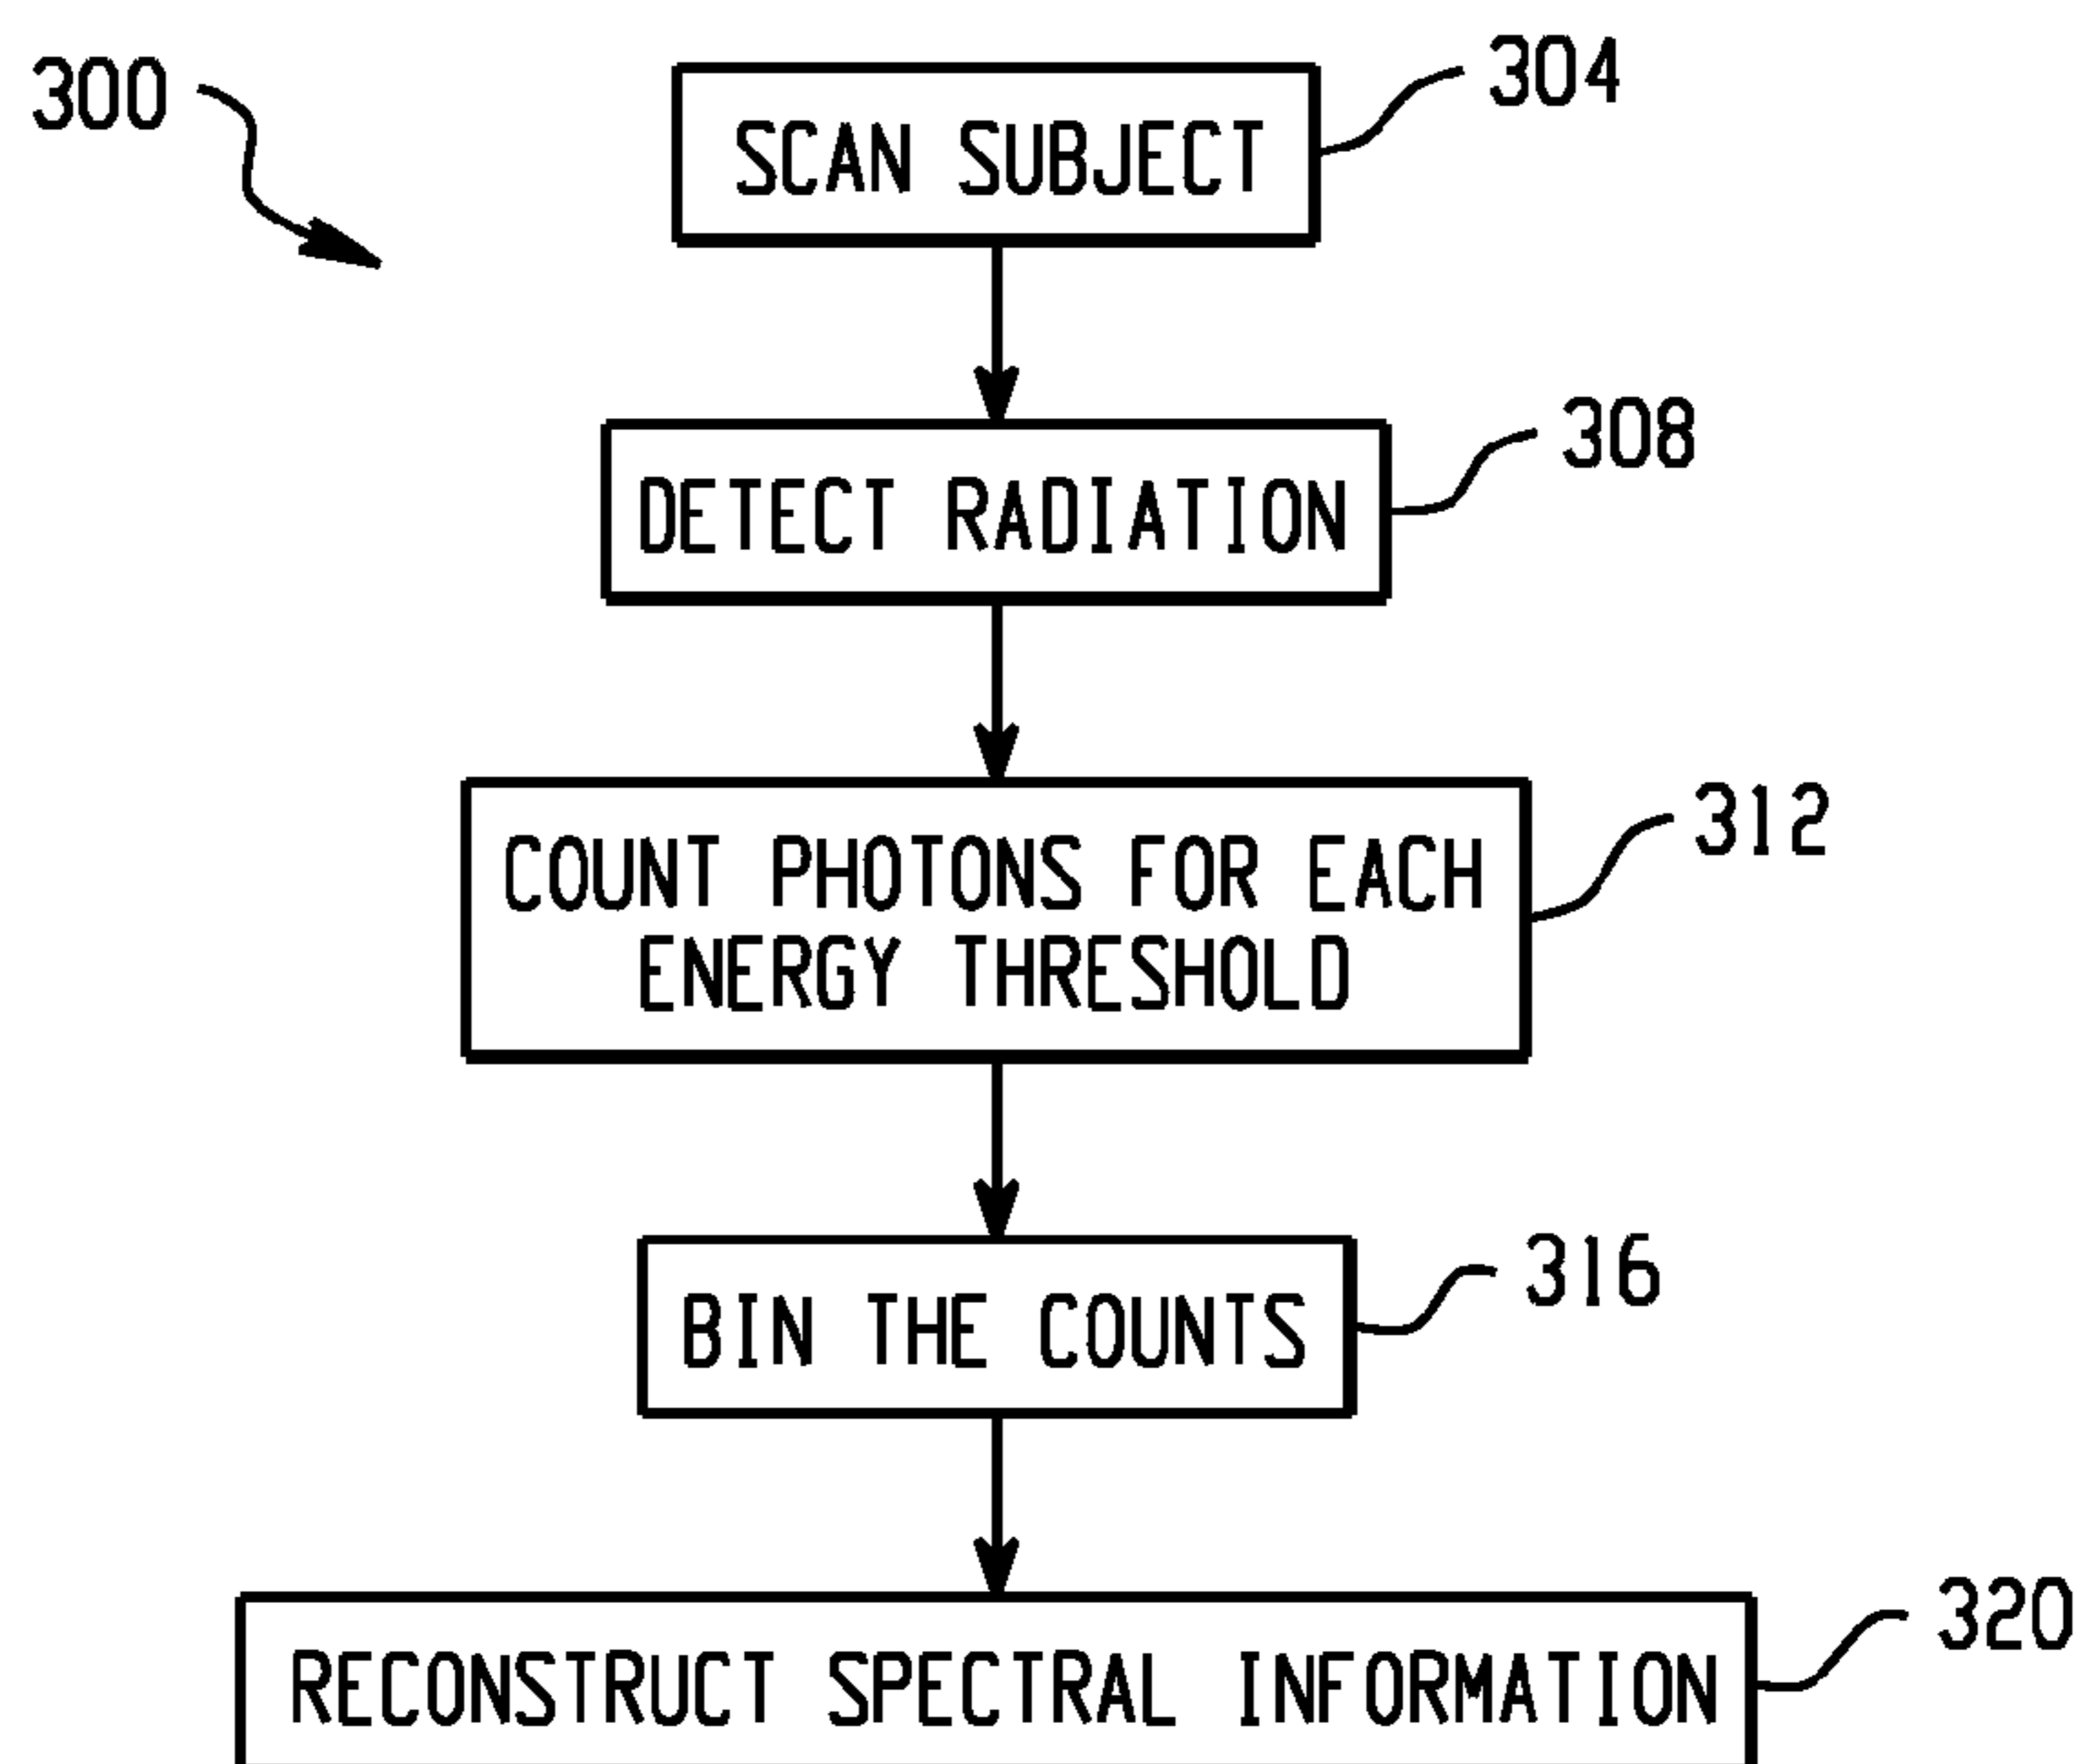 300
304
SCAN SUBJECT
308
DETECT RADIATION
312
COUNT PHOTONS FOR EACH
ENERGY THRESHOLD
316
BIN THE COUNTS
320
RECONSTRUCT SPECTRAL INFORMATION